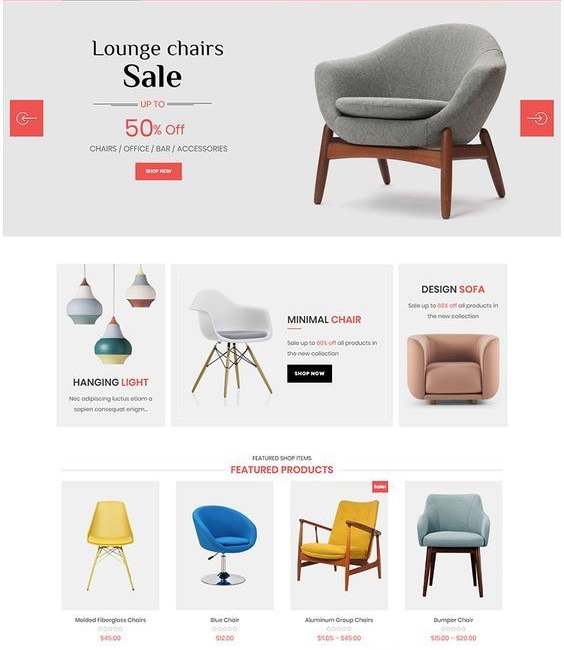 Lounge chairs
Sale
UP TO
50% Off
CHAIRS / OFFICE / BAR / ACCESSORIES
SHOP NOW
HANGING LIGHT
Nec adipiscing luctus etiam a
sapien consequat enigm...
MINIMAL CHAIR
Sale up to 60% off all products in
the new collection
SHOP NOW
DESIGN SOFA
Sale up to 60% off all products in
the new collection
FEATURED SHOP ITEMS
FEATURED PRODUCTS
Sale!
Molded Fiberglass Chairs
$45.00
Blue Chair
$12.00
Aluminum Group Chairs
– $45.00
Bumper Chair
$15.00 – $20.00